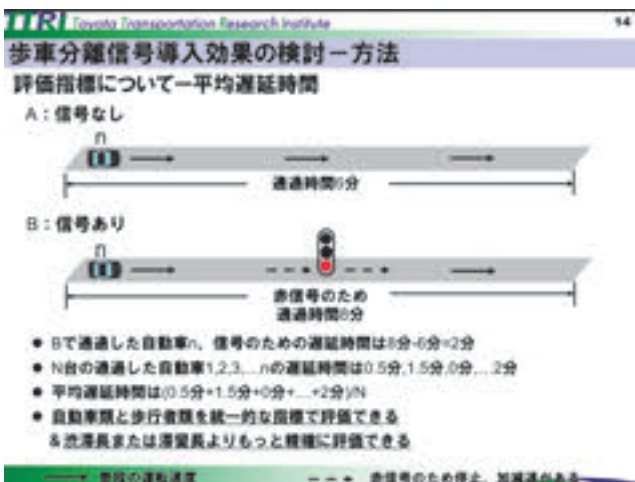 TTRI Toyota Transportation Research Institute
14
歩車分離信号導入効果の検討ー方法
評価指標についてー平均遅延時間
A:信号なし
n
通過時間6分
B:信号あり
n
赤信号のため
通過時間8分
● Bで通過した自動車n、信号のための遅延時間は8分-6分=2分
● N台の通過した自動車1,2,3,...nの遅延時間は0.5分,1.5分,0分,...2分
● 平均遅延時間は(0.5分+1.5分+0分+...+2分)/N
● 自動車類と歩行者類を統一的な指標で評価できる
&渋滞長または滞留長よりもっと精確に評価できる
普段の運転速度
赤信号のため停止、加減速がある